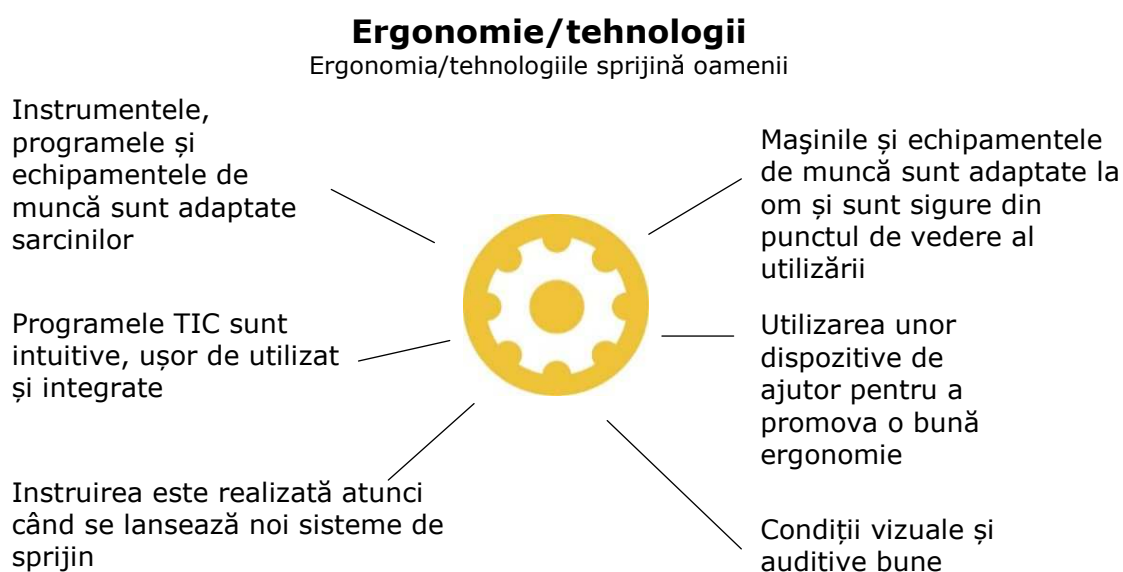 Ergonomie/tehnologii
Ergonomia/tehnologiile sprijină oamenii
Instrumentele,
programele și
echipamentele de
muncă sunt adaptate
sarcinilor
Programele TIC sunt
intuitive, ușor de utilizat
și integrate
Instruirea este realizată atunci
când se lansează noi sisteme de
sprijin
Maşinile și echipamentele
de muncă sunt adaptate la
om și sunt sigure din
punctul de vedere al
utilizării
Utilizarea unor
dispozitive de
ajutor pentru a
promova o bună
ergonomie
Condiții vizuale și
auditive bune